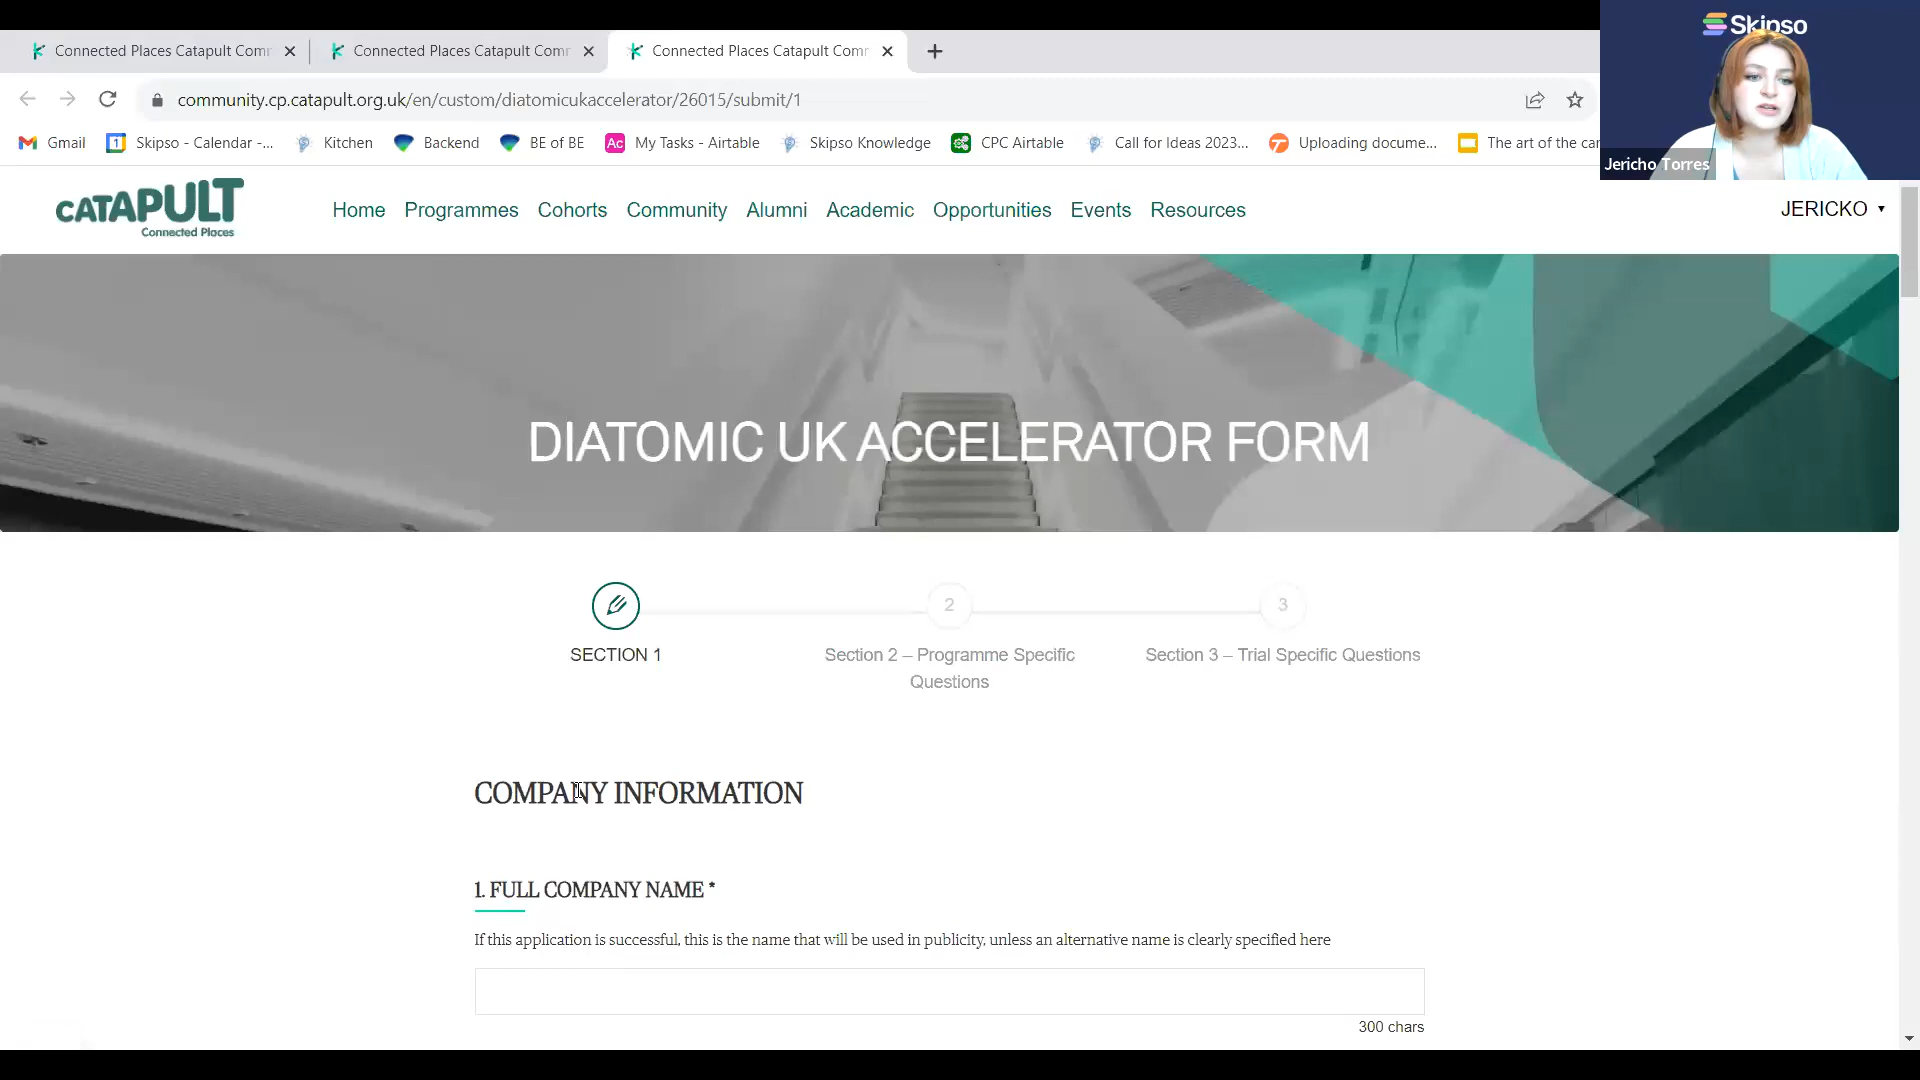 Skipso
Connected Places Catapult Com
Connected Places Catapult Com
Connected Places Catapult Com
community.cp.catapult.org.uk/en/custom/diatomicukaccelerator/26015/submit/1
Gmail
Skipso - Calendar -...
Kitchen
Backend
BE of BE
Ac
My Tasks - Airtable
Skipso Knowledge
CPC Airtable
Call for Ideas 2023...
Uploading docume...
The art of the car
Jericho Torres
CATAPULT
Connected Places
Home
Programmes
Cohorts
Community
Alumni
Academic
Opportunities
Events
Resources
JERICKO
DIATOMIC UK ACCELERATOR FORM
2
3
SECTION 1
Section 2 – Programme Specific
Questions
Section 3 – Trial Specific Questions
COMPANY INFORMATION
1. FULL COMPANY NAME *
If this application is successful, this is the name that will be used in publicity, unless an alternative name is clearly specified here
300 chars